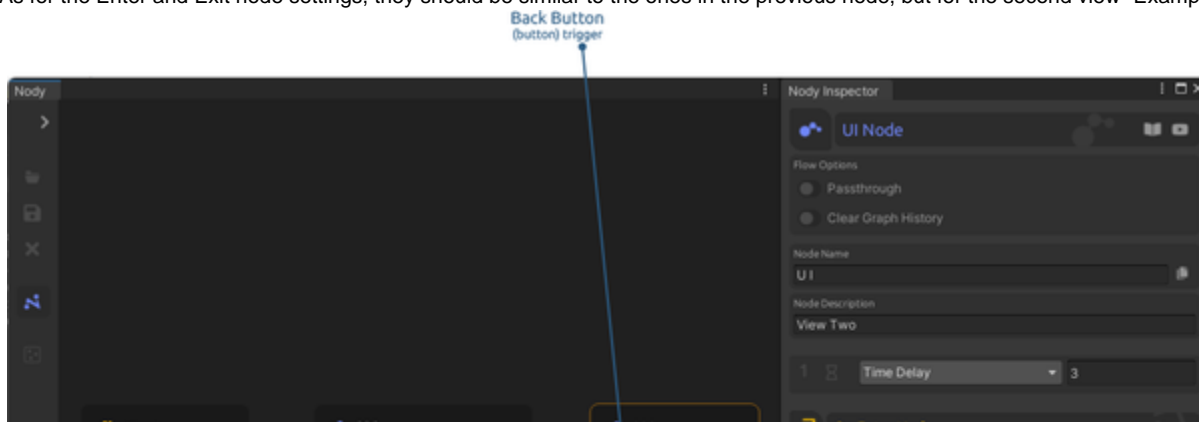 As for the Enter and Exit node settings, they should be similar to the ones in the previous node, but for the second view "Examp
Back Button
(button) trigger
Nody
Nody Inspector
UI Node
Flow Options
Passthrough
Clear Graph History
Node Name
U I
Node Description
View Two
1 Time Delay 3